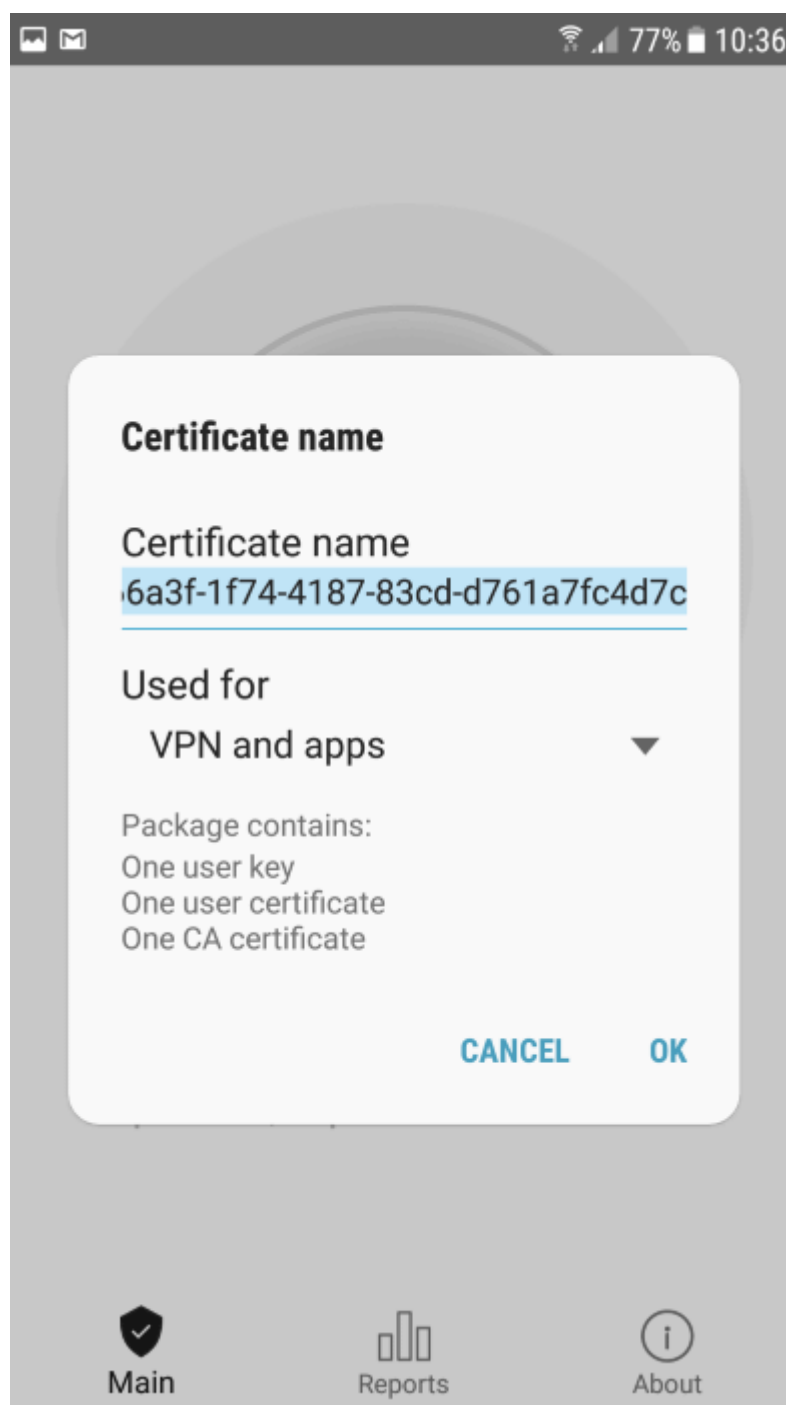 77% 10:36
Certificate name
Certificate name
6a3f-1f74-4187-83cd-d761a7fc4d7c
Used for
VPN and apps
Package contains:
One user key
One user certificate
One CA certificate
CANCEL OK
Main Reports About